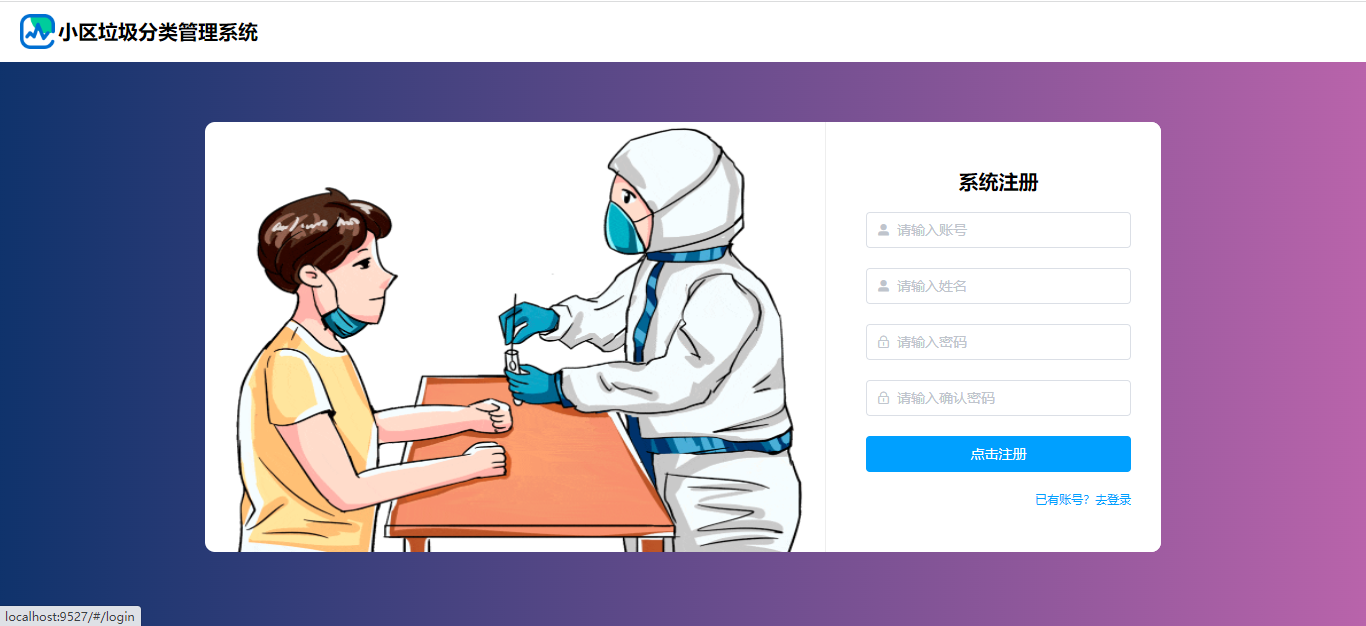 小区垃圾分类管理系统
系统注册
请输入账号
请输入姓名
请输入密码
请输入确认密码
点击注册
已有账号？去登录
localhost:9527/#/login